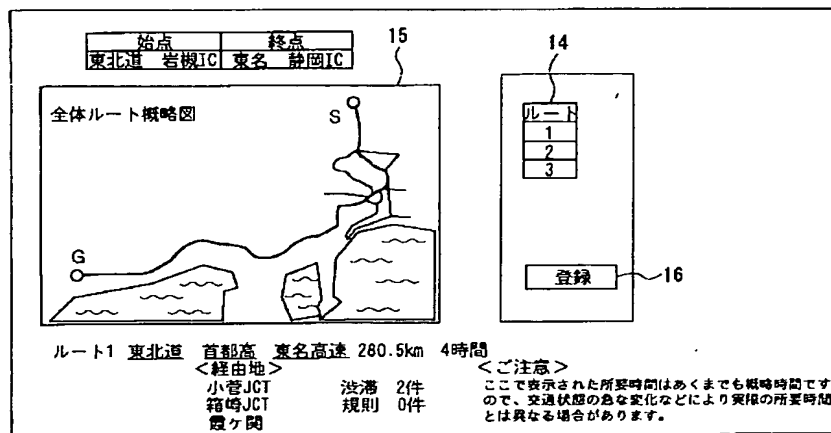 始点 終点
東北道 岩槻IC 東名 静岡IC
15
14
全体ルート概略図
S
G
ルート
1
2
3
登録
16
ルート1 東北道 首都高 東名高速 280.5km 4時間
<経由地>
小菅JCT 渋滞 2件
箱崎JCT 規則 0件
霞ヶ関
<ご注意>
ここで表示された所要時間はあくまでも概略時間です
ので、交通状態の急な変化などにより実際の所要時間
とは異なる場合があります。